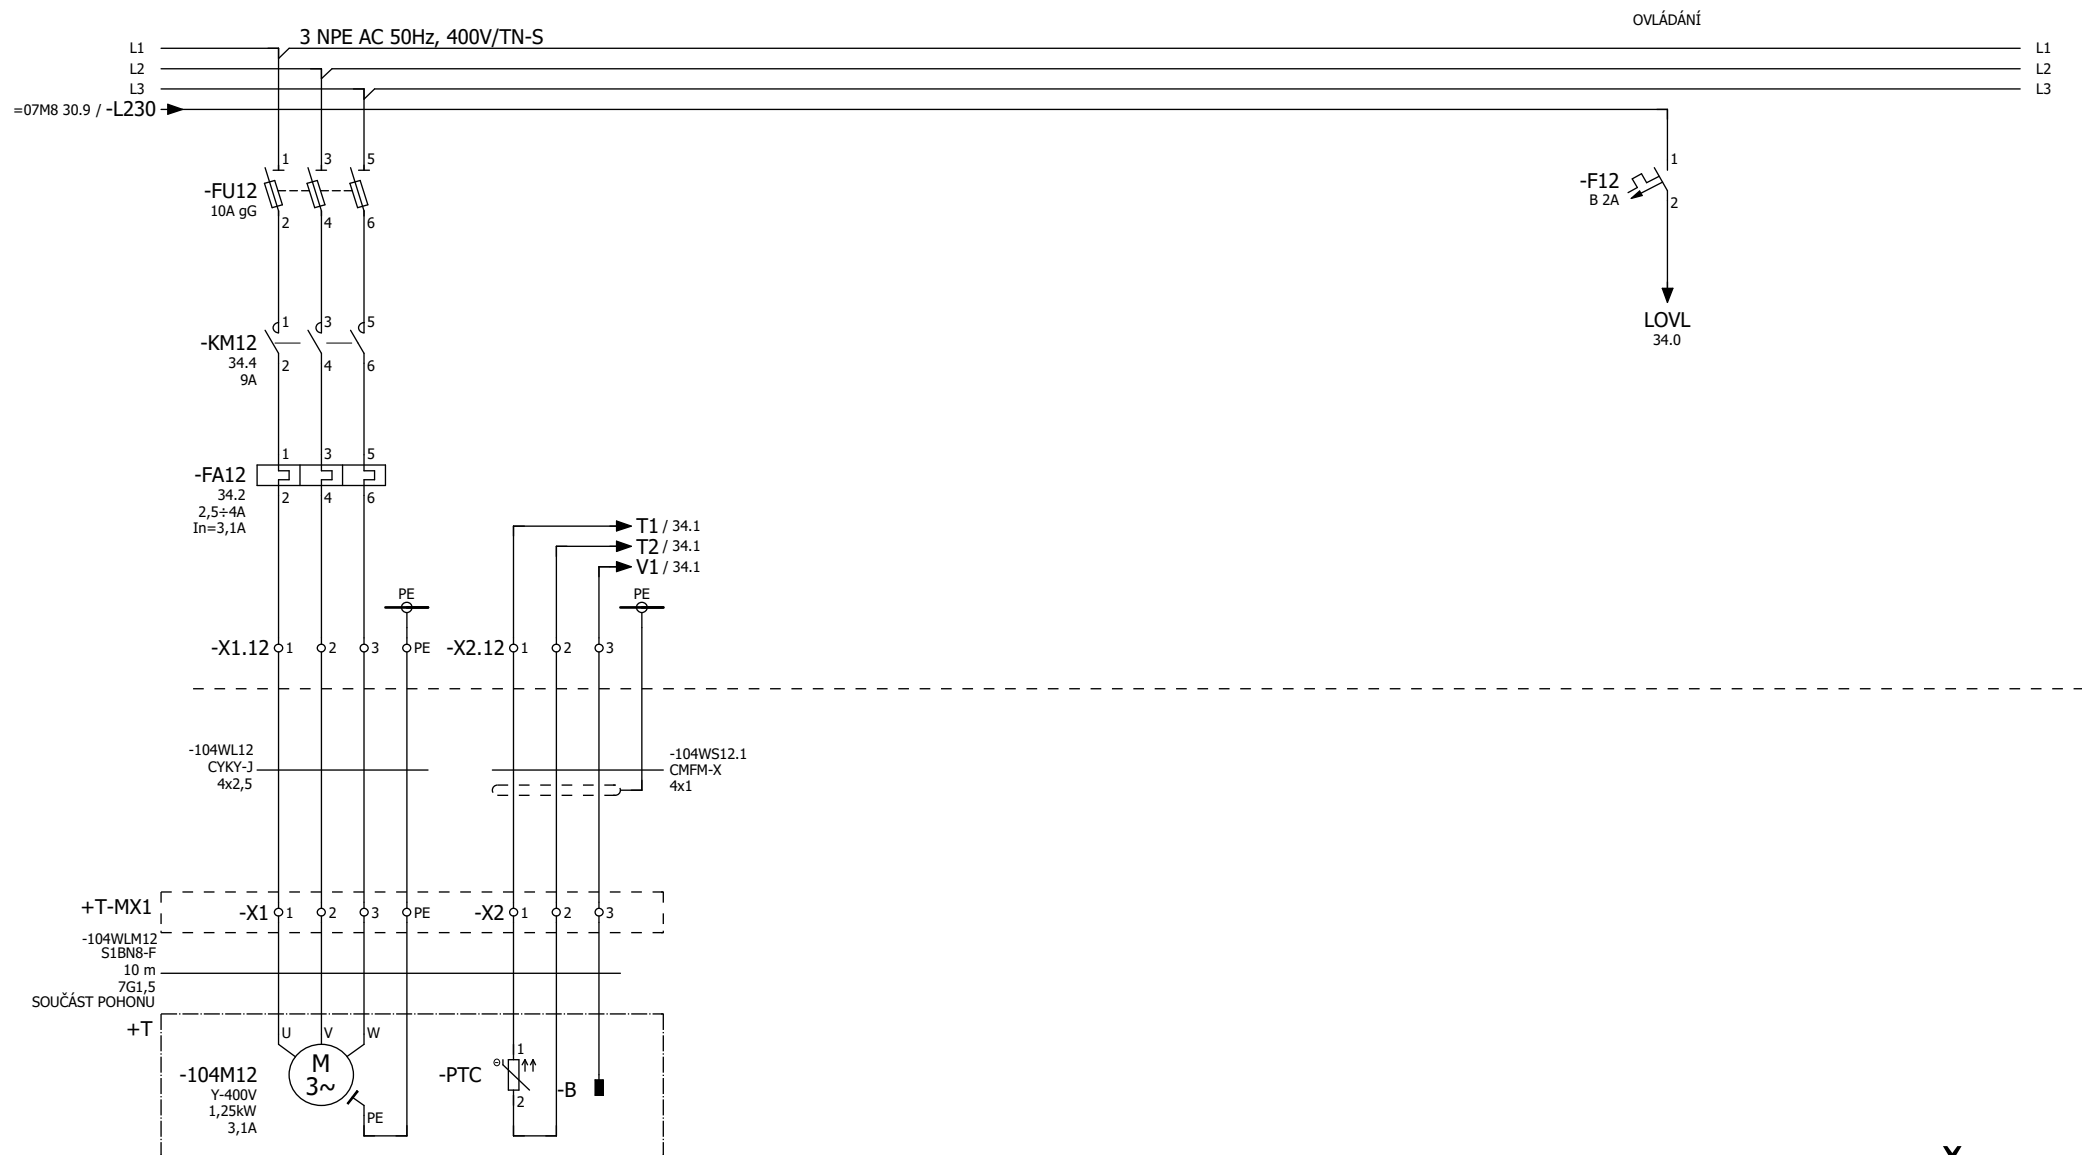 OVLÁDÁNÍ
3 NPE AC 50Hz, 400V/TN-S
L1
L1
L2
L2
L3
L3
=07M8 30.9 / -L230
1 3 5
-FU12
10A gG
2 4 6
1
-F12
B 2A
2
LOVL
34.0
1 3 5
-KM12
34.4
9A
2 4 6
1 3 5
-FA12
34.2
2,5÷4A
In=3,1A
2 4 6
T1 / 34.1
T2 / 34.1
V1 / 34.1
PE
PE
-X1.12 1 2 3 PE
-X2.12 1 2 3
-104WL12
CYKY-J
4x2,5
-104WS12.1
CMFM-X
4x1
+T-MX1
-X1 1 2 3 PE
-X2 1 2 3
-104WLM12
S1BN8-F
10 m
7G1,5
SOUČÁST POHONU
+T
U V W
M
3~
-104M12
Y-400V
1,25kW
3,1A
PE
1
-PTC
2
-B